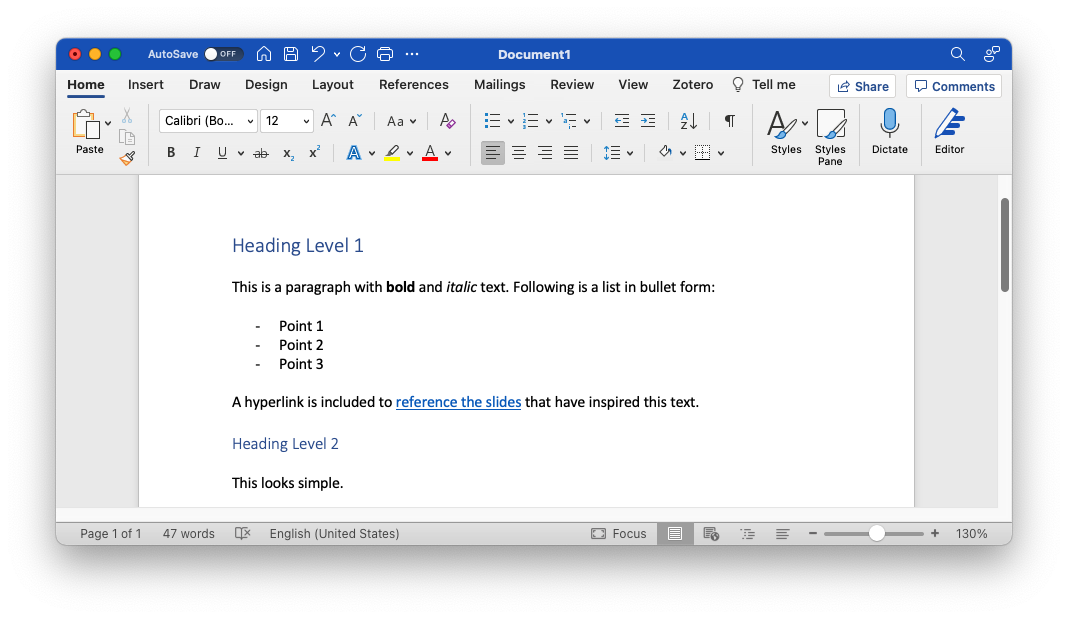 AutoSave OFF Document1
Home Insert Draw Design Layout References Mailings Review View Zotero Tell me Share Comments
Paste Calibri (Bo... 12 Aa Styles Styles Pane Dictate Editor
Heading Level 1
This is a paragraph with bold and italic text. Following is a list in bullet form:
- Point 1
- Point 2
- Point 3
A hyperlink is included to reference the slides that have inspired this text.
Heading Level 2
This looks simple.
Page 1 of 1 47 words English (United States) Focus 130%